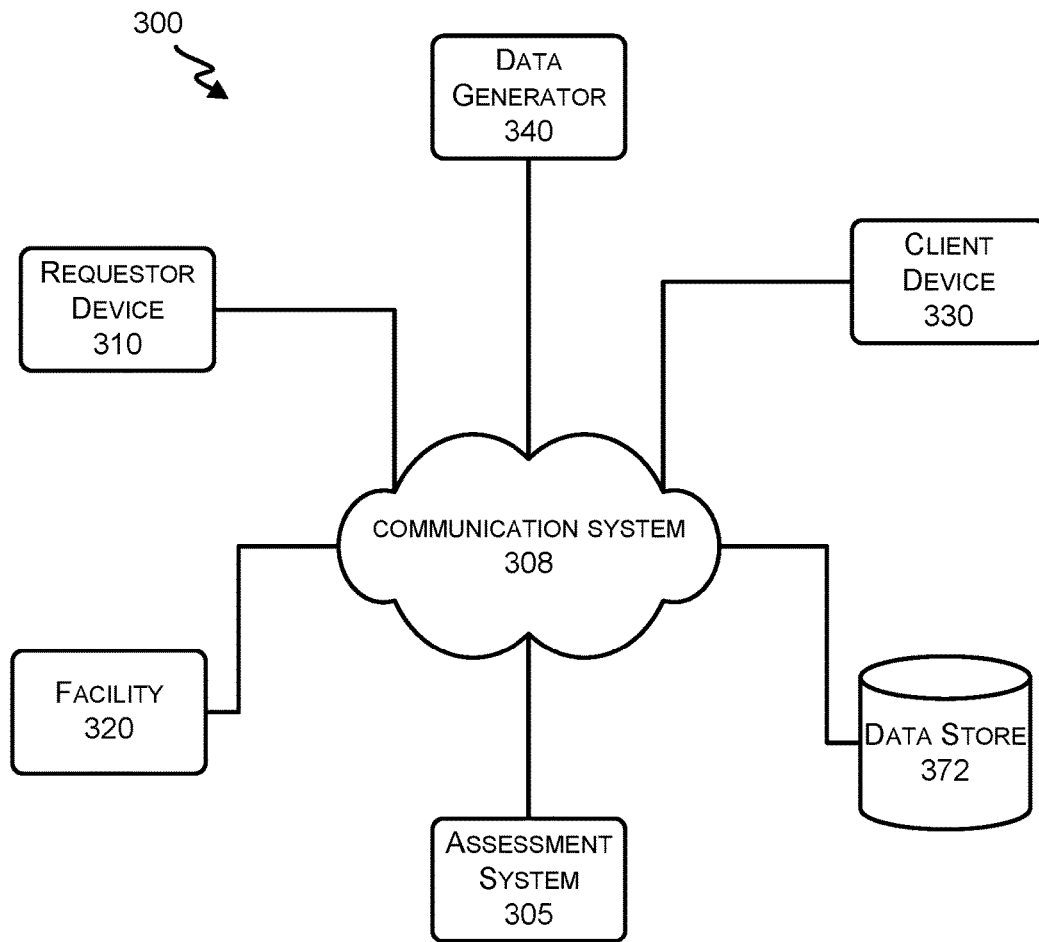 300
DATA
GENERATOR
340
REQUESTOR
DEVICE
310
CLIENT
DEVICE
330
COMMUNICATION SYSTEM
308
FACILITY
320
DATA STORE
372
ASSESSMENT
SYSTEM
305